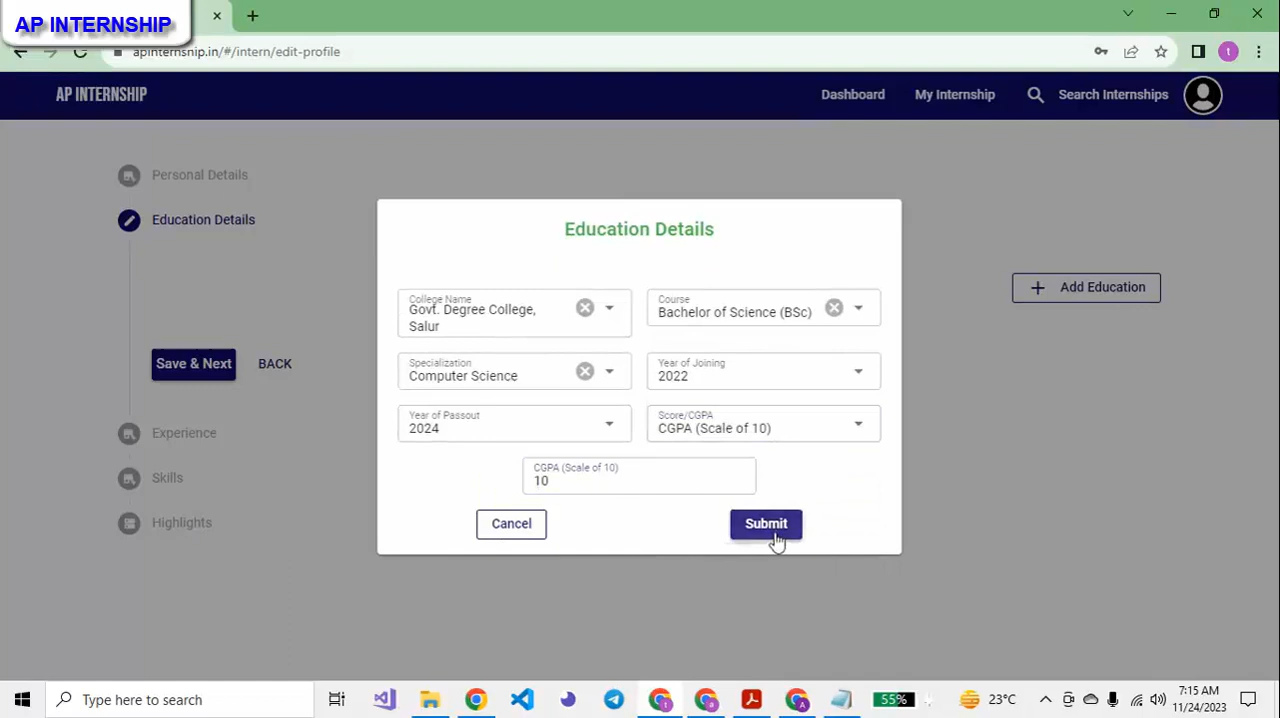 AP INTERNSHIP
apinternship.in/#/intern/edit-profile
t
AP INTERNSHIP
Dashboard
My Internship
Search Internships
Personal Details
Education Details
Save & Next
BACK
Experience
Skills
Highlights
Add Education
Education Details
College Name
Govt. Degree College,
Salur
Course
Bachelor of Science (BSc)
Specialization
Computer Science
Year of Joining
2022
Year of Passout
2024
Score/CGPA
CGPA (Scale of 10)
CGPA (Scale of 10)
10
Cancel
Submit
Type here to search
t
a
A
55%
23°C
7:15 AM
11/24/2023